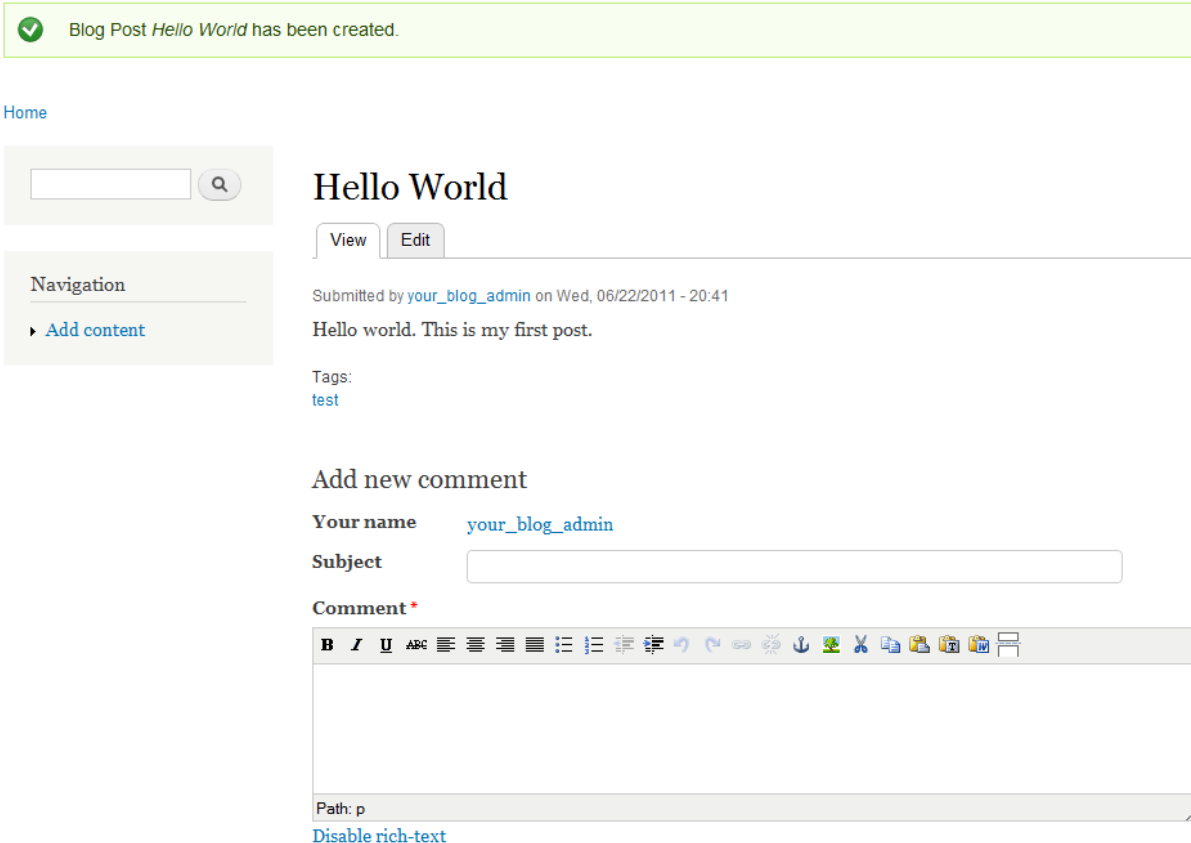 Blog Post Hello World has been created.
Home
Navigation
Add content
Hello World
View Edit
Submitted by your_blog_admin on Wed, 06/22/2011 - 20:41
Hello world. This is my first post.
Tags:
test
Add new comment
Your name your_blog_admin
Subject
Comment *
B I U ABC
Path: p
Disable rich-text